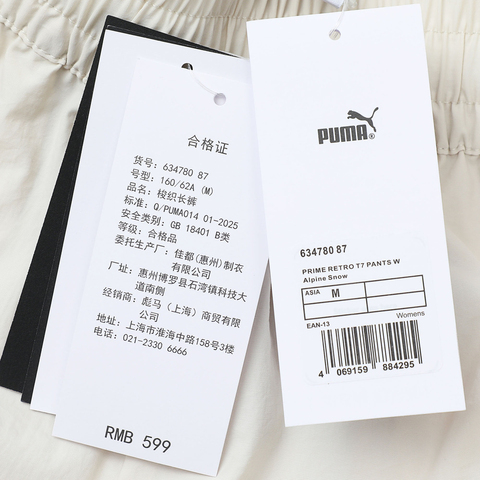 合格证
货号: 634780 87
号型: 160/62A (M)
品名: 梭织长裤
标准: Q/PUMA014 01-2025
安全类别: GB 18401 B类
等级: 合格品
委托生产厂: 佳都(惠州)制衣
有限公司
厂址: 惠州博罗县石湾镇科技大
道南侧
经销商: 彪马 (上海) 商贸有限
公司
地址: 上海市淮海中路158号3楼
电话: 021-2330 6666
RMB 599
PUMA®
634780 87
PRIME RETRO T7 PANTS W
Alpine Snow
ASIA M
Womens
EAN-13
4 069159 884295